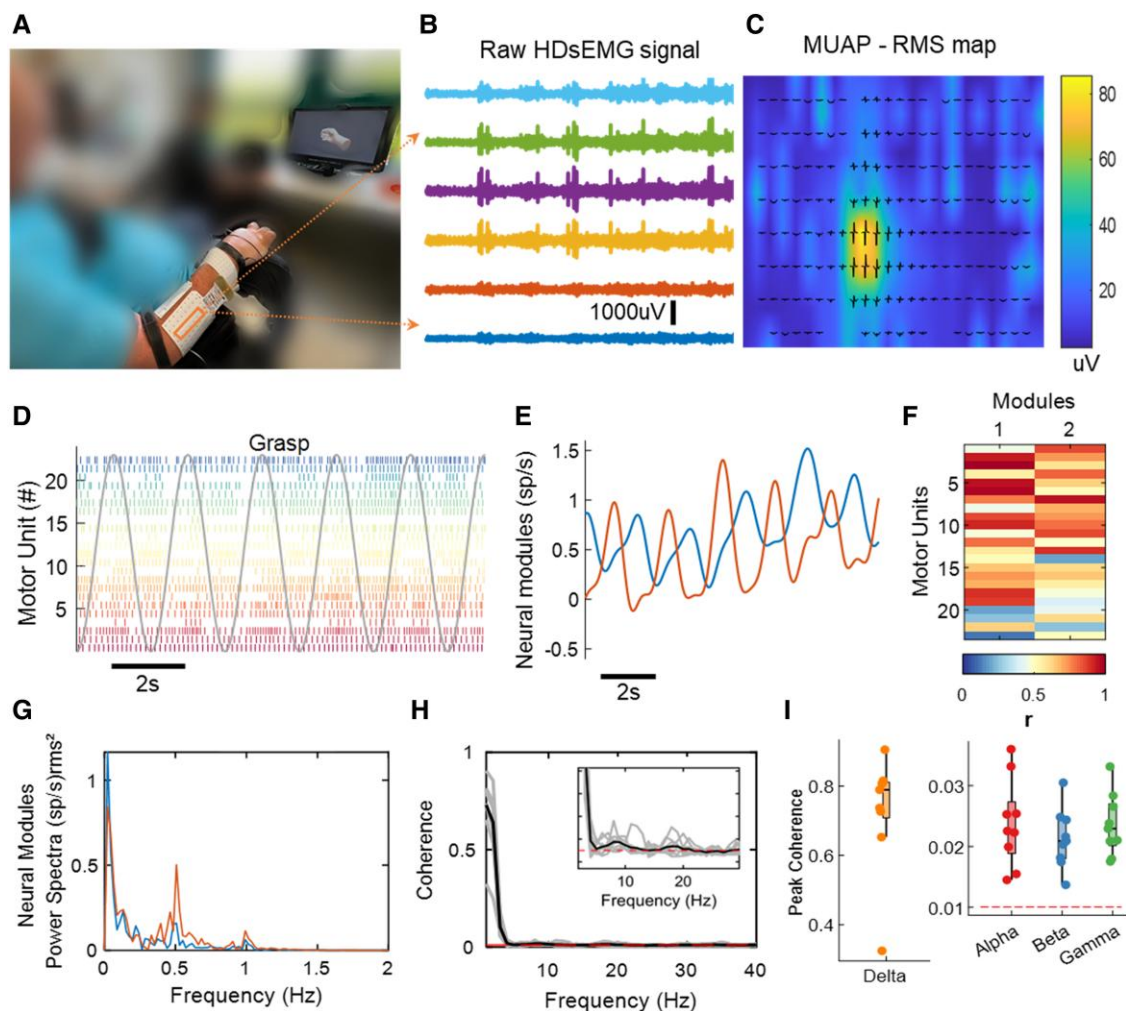 A
B
Raw HDsEMG signal
1000uV
C
MUAP - RMS map
80
60
40
20
uV
D
Grasp
Motor Unit (#)
20
15
10
5
2s
E
Neural modules (sp/s)
1.5
1
0.5
0
-0.5
2s
F
Modules
1 2
Motor Units
5
10
15
20
0 0.5 1
r
G
Neural Modules
Power Spectra (sp/s)rms²
1
0.5
0
0 0.5 1 1.5 2
Frequency (Hz)
H
Coherence
1
0.5
0
10 20 30 40
Frequency (Hz)
10 20
Frequency (Hz)
I
Peak Coherence
0.8
0.6
0.4
Delta
0.03
0.02
0.01
Alpha
Beta
Gamma